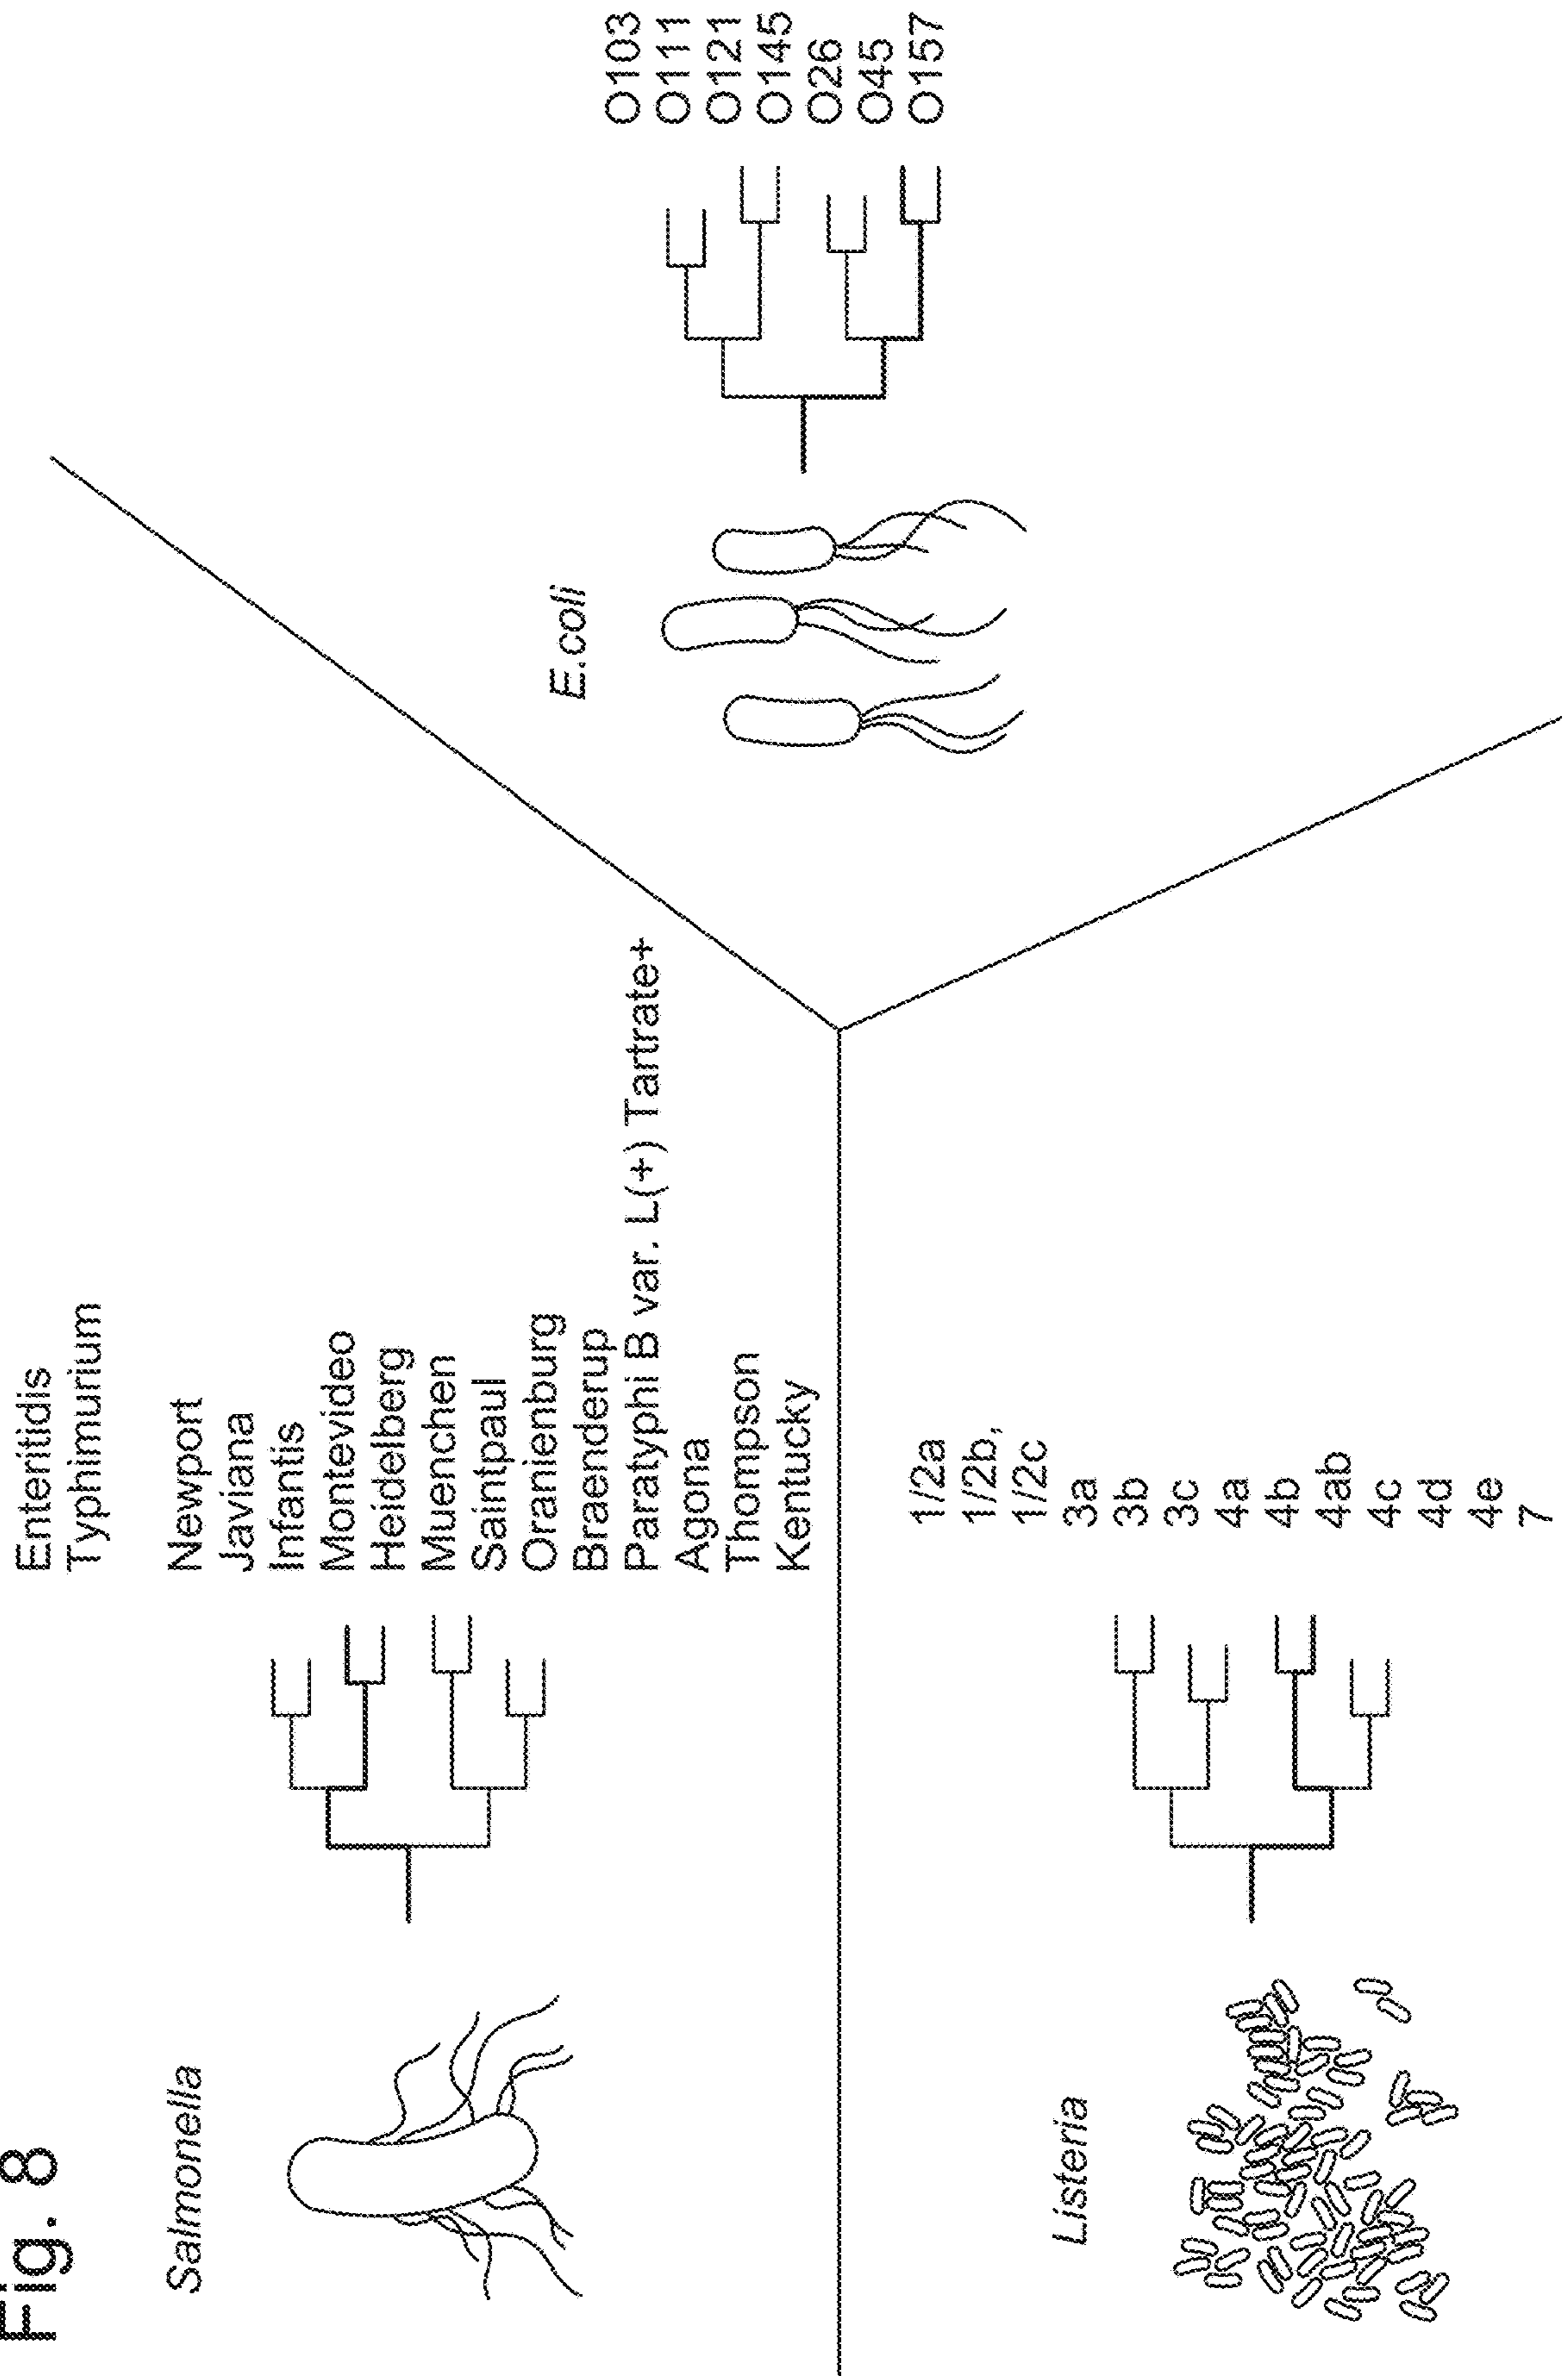 Fig. 8
Salmonella
Enteritidis
Typhimurium
Newport
Javiana
Infantis
Montevideo
Heidelberg
Muenchen
Saintpaul
Oranienburg
Braenderup
Paratyphi B var. L(+) Tartrate+
Agona
Thompson
Kentucky
E.coli
O103
O111
O121
O145
O26
O45
O157
Listeria
1/2a
1/2b,
1/2c
3a
3b
3c
4a
4b
4ab
4c
4d
4e
7